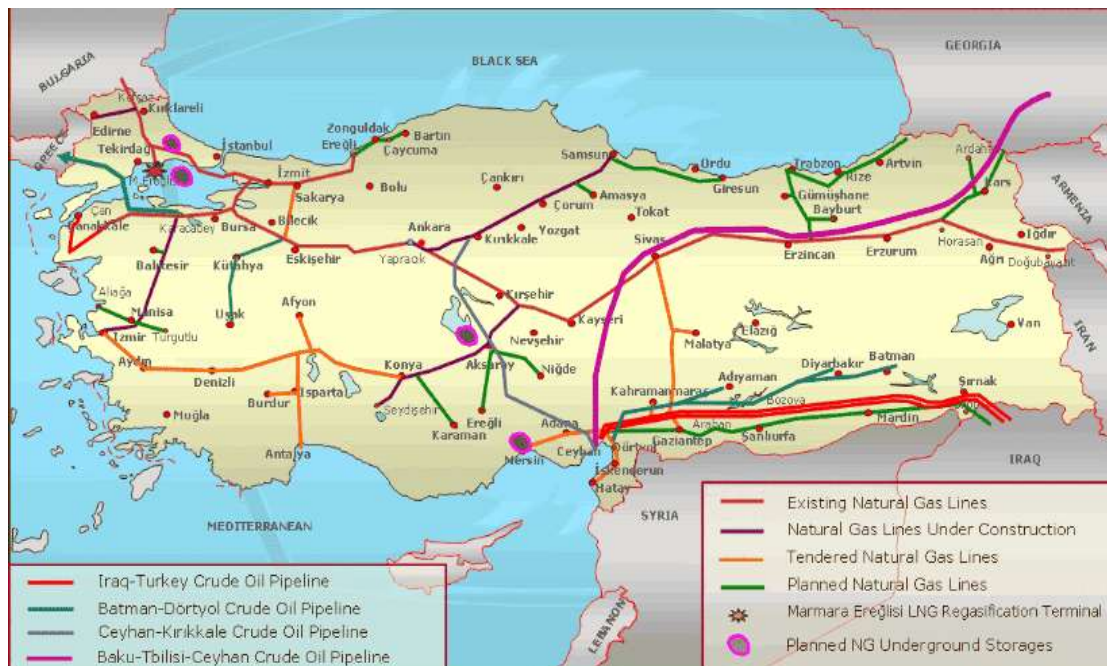 BLACK SEA
GEORGIA
BULGARIA
Kırklareli
Edirne
Tekirdağ
İstanbul
Zonguldak
Bartın
Ereğli
Çaycuma
Samsun
Ordu
Giresun
Trabzon
Rize
Artvin
Kars
ARMENIA
İzmit
Sakarya
Bolu
Çankırı
Amasya
Çorum
Tokat
Gümüşhane
Bayburt
Çan
Çanakkale
Karacabey
Bursa
Bilecik
Ankara
Kırıkkale
Yozgat
Sivas
Erzincan
Erzurum
Horasan
Iğdır
Ağrı
Balıkesir
Kütahya
Eskişehir
Aliağa
Manisa
Turgutlu
İzmir
Uşak
Afyon
Kırşehir
Nevşehir
Kayseri
Malatya
Elazığ
Van
IRAN
Aydın
Denizli
Konya
Aksaray
Niğde
Diyarbakır
Batman
Şırnak
Burdur
Isparta
Seydişehir
Ereğli
Karaman
Kahramanmaraş
Adıyaman
Bozova
Mardin
Muğla
Antalya
Mersin
Adana
Ceyhan
Gaziantep
Araban
Şanlıurfa
İskenderun
Hatay
IRAQ
SYRIA
MEDITERRANEAN
LEBANON
Iraq-Turkey Crude Oil Pipeline
Batman-Dörtyol Crude Oil Pipeline
Ceyhan-Kırıkkale Crude Oil Pipeline
Baku-Tbilisi-Ceyhan Crude Oil Pipeline
Existing Natural Gas Lines
Natural Gas Lines Under Construction
Tendered Natural Gas Lines
Planned Natural Gas Lines
Marmara Ereğlisi LNG Regasification Terminal
Planned NG Underground Storages